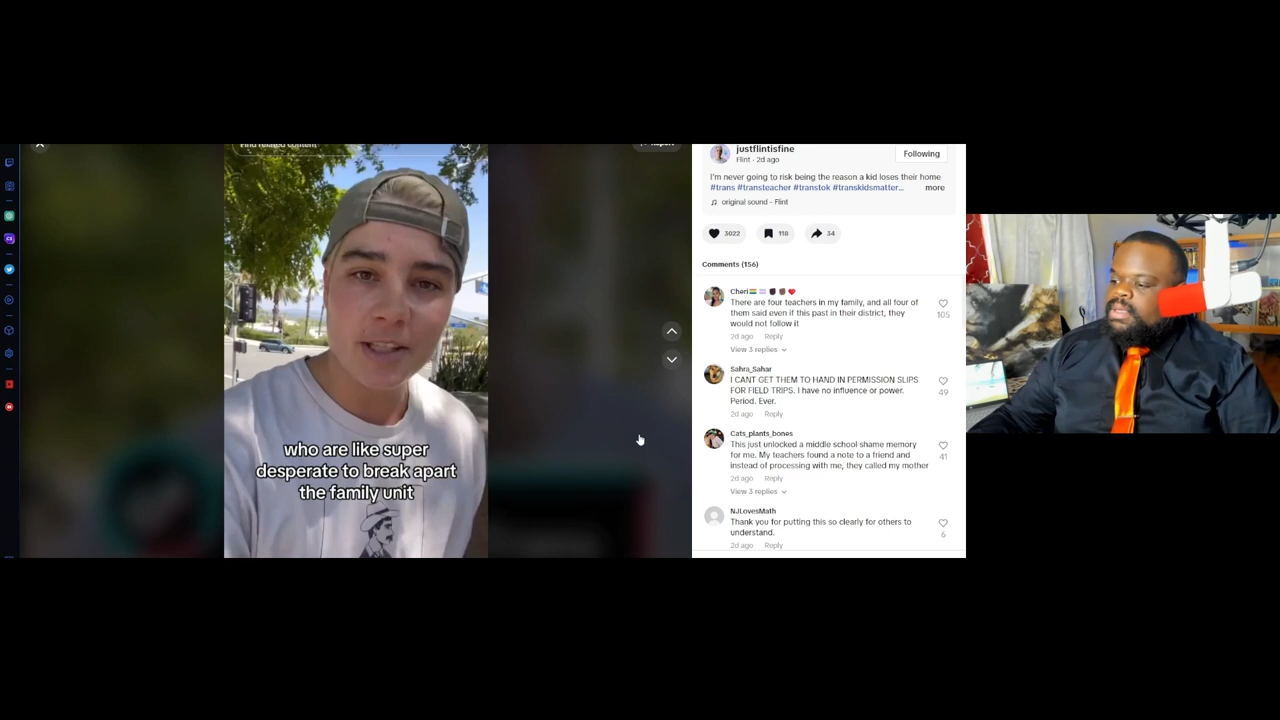 Find related content
Report
who are like super
desperate to break apart
the family unit
justflintisfine
Flint · 2d ago
Following
I'm never going to risk being the reason a kid loses their home
#trans #transteacher #transtok #transkidsmatter... more
original sound - Flint
3022
118
34
Comments (156)
Cheri
There are four teachers in my family, and all four of
them said even if this past in their district, they
would not follow it
105
2d ago Reply
View 3 replies
Sahra_Sahar
I CANT GET THEM TO HAND IN PERMISSION SLIPS
FOR FIELD TRIPS. I have no influence or power.
Period. Ever.
49
2d ago Reply
Cats_plants_bones
This just unlocked a middle school shame memory
for me. My teachers found a note to a friend and
instead of processing with me, they called my mother
41
2d ago Reply
View 3 replies
NJLovesMath
Thank you for putting this so clearly for others to
understand.
6
2d ago Reply